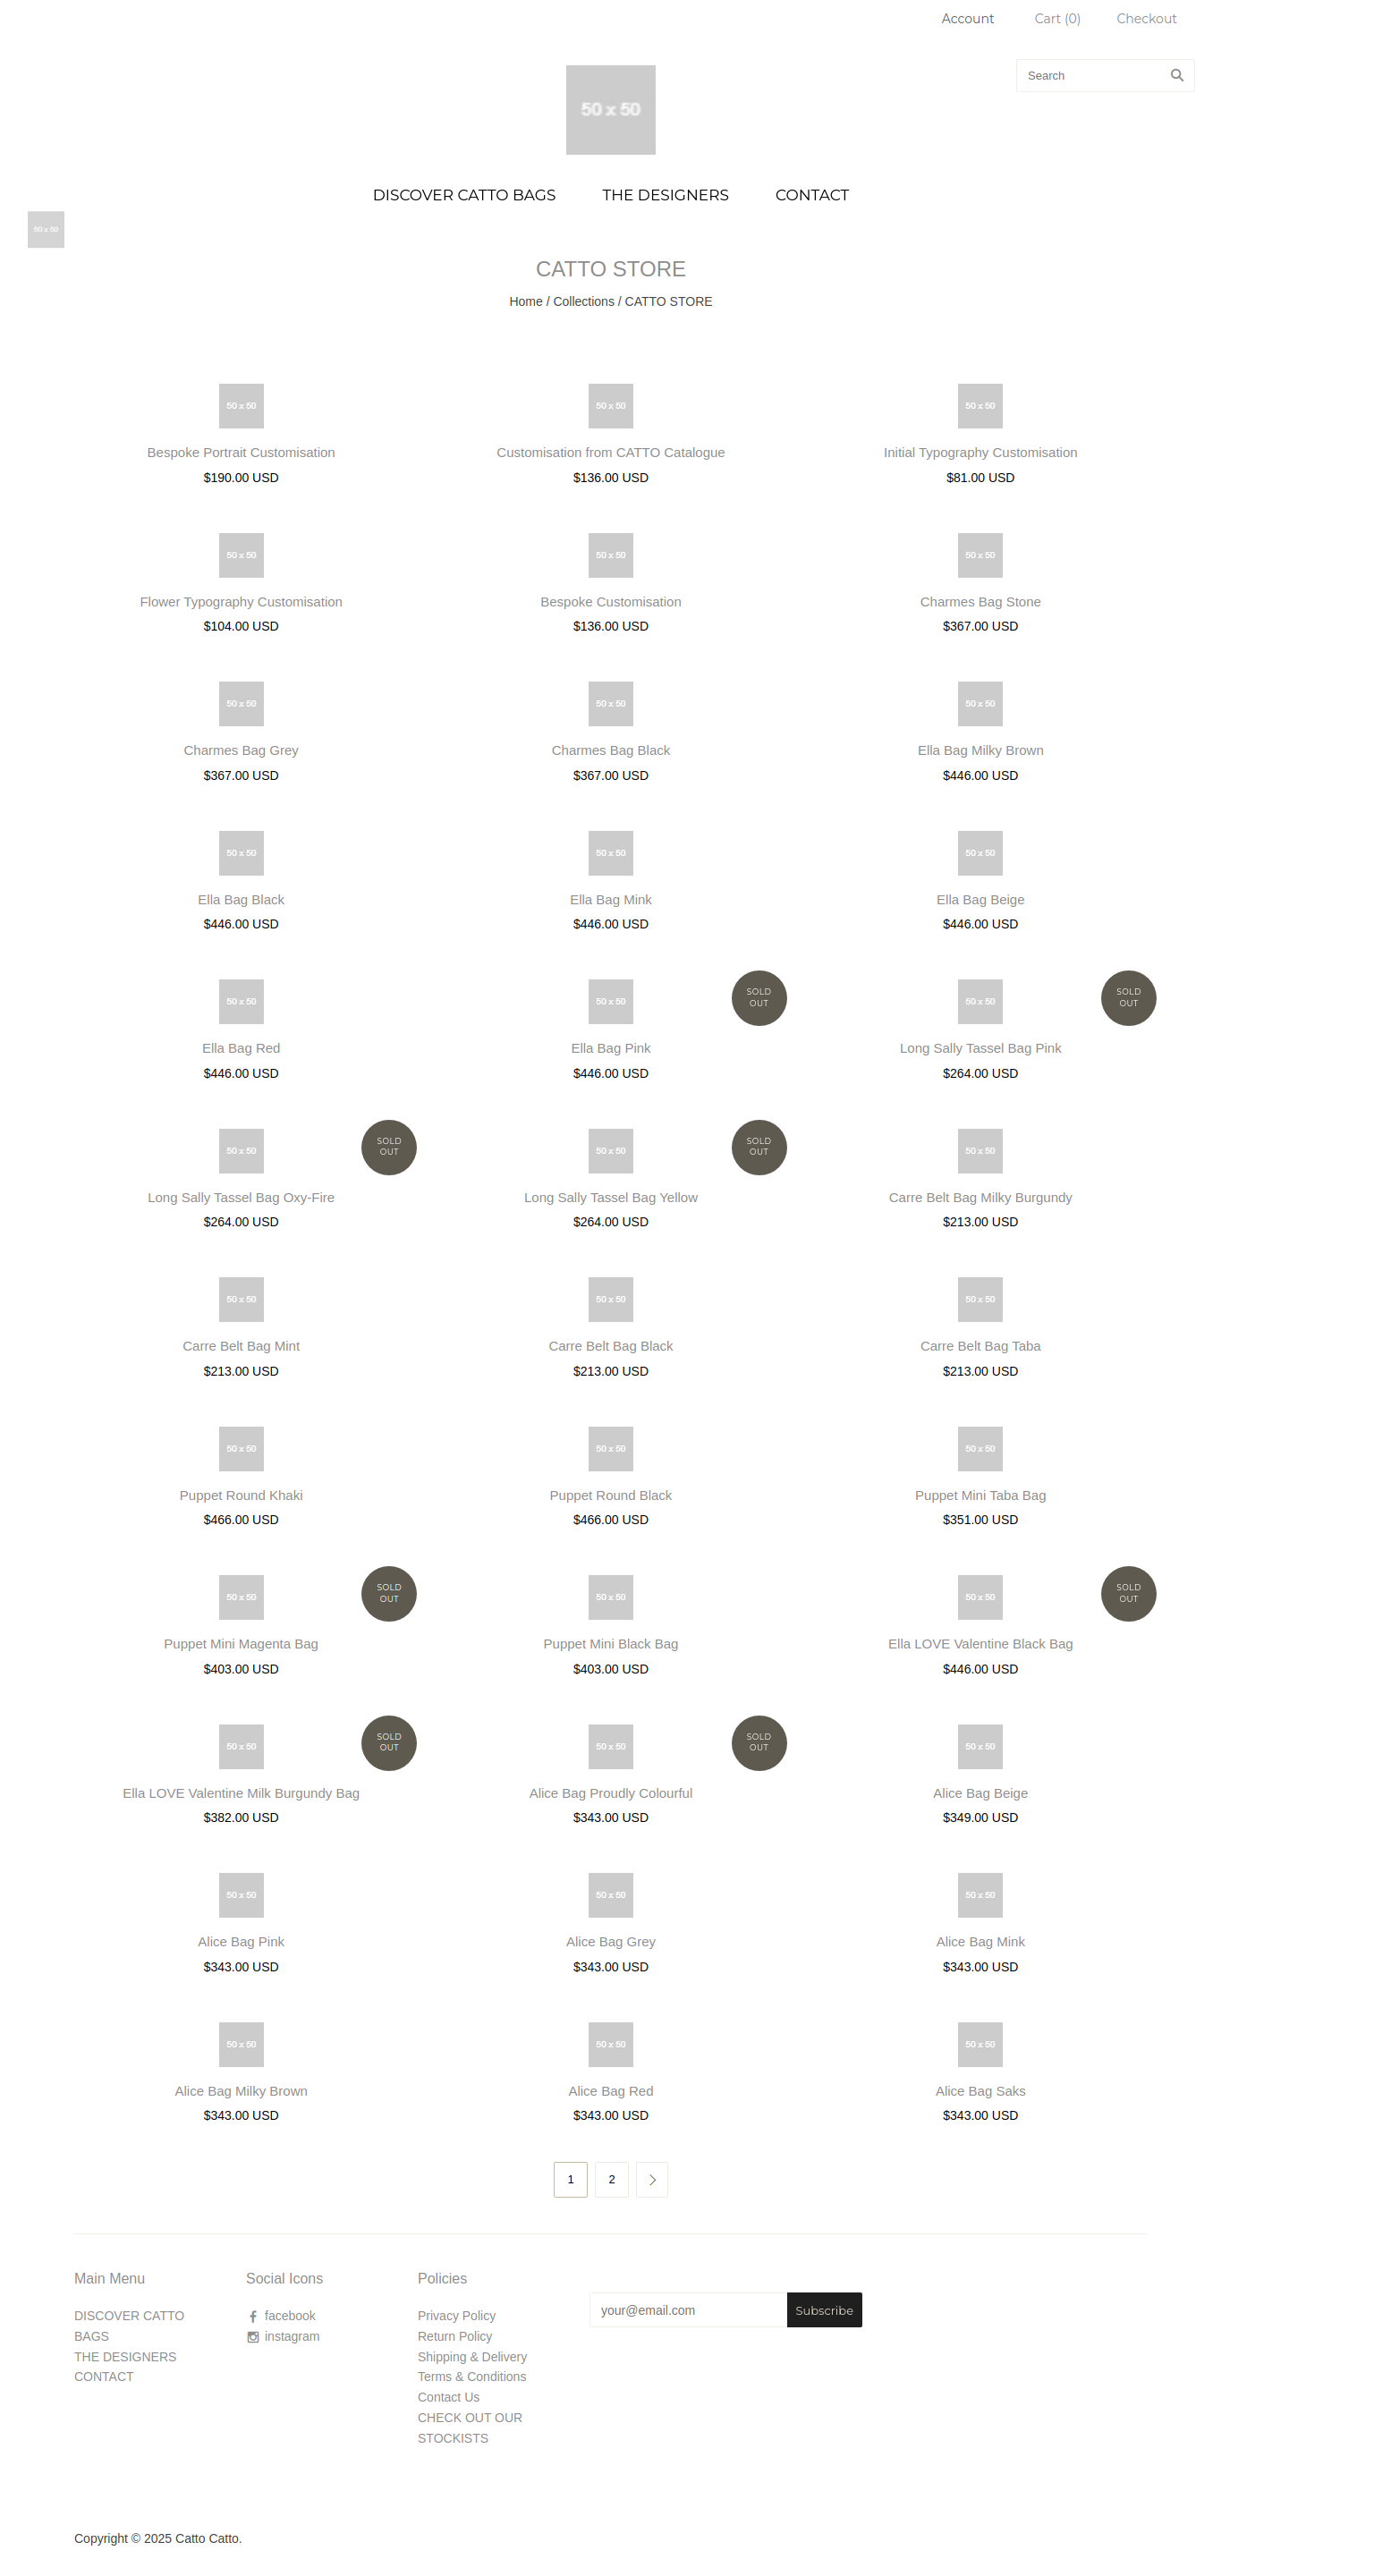 Account
Cart (0)
Checkout
Search
50 x 50
DISCOVER CATTO BAGS
THE DESIGNERS
CONTACT
50 x 50
CATTO STORE
Home / Collections / CATTO STORE
50 x 50
50 x 50
50 x 50
Bespoke Portrait Customisation
Customisation from CATTO Catalogue
Initial Typography Customisation
$190.00 USD
$136.00 USD
$81.00 USD
50 x 50
50 x 50
50 x 50
Flower Typography Customisation
Bespoke Customisation
Charmes Bag Stone
$104.00 USD
$136.00 USD
$367.00 USD
50 x 50
50 x 50
50 x 50
Charmes Bag Grey
Charmes Bag Black
Ella Bag Milky Brown
$367.00 USD
$367.00 USD
$446.00 USD
50 x 50
50 x 50
50 x 50
Ella Bag Black
Ella Bag Mink
Ella Bag Beige
$446.00 USD
$446.00 USD
$446.00 USD
50 x 50
50 x 50
SOLD
OUT
50 x 50
SOLD
OUT
Ella Bag Red
Ella Bag Pink
Long Sally Tassel Bag Pink
$446.00 USD
$446.00 USD
$264.00 USD
50 x 50
SOLD
OUT
50 x 50
SOLD
OUT
50 x 50
Long Sally Tassel Bag Oxy-Fire
Long Sally Tassel Bag Yellow
Carre Belt Bag Milky Burgundy
$264.00 USD
$264.00 USD
$213.00 USD
50 x 50
50 x 50
50 x 50
Carre Belt Bag Mint
Carre Belt Bag Black
Carre Belt Bag Taba
$213.00 USD
$213.00 USD
$213.00 USD
50 x 50
50 x 50
50 x 50
Puppet Round Khaki
Puppet Round Black
Puppet Mini Taba Bag
$466.00 USD
$466.00 USD
$351.00 USD
50 x 50
SOLD
OUT
50 x 50
50 x 50
SOLD
OUT
Puppet Mini Magenta Bag
Puppet Mini Black Bag
Ella LOVE Valentine Black Bag
$403.00 USD
$403.00 USD
$446.00 USD
50 x 50
SOLD
OUT
50 x 50
SOLD
OUT
50 x 50
Ella LOVE Valentine Milk Burgundy Bag
Alice Bag Proudly Colourful
Alice Bag Beige
$382.00 USD
$343.00 USD
$349.00 USD
50 x 50
50 x 50
50 x 50
Alice Bag Pink
Alice Bag Grey
Alice Bag Mink
$343.00 USD
$343.00 USD
$343.00 USD
50 x 50
50 x 50
50 x 50
Alice Bag Milky Brown
Alice Bag Red
Alice Bag Saks
$343.00 USD
$343.00 USD
$343.00 USD
1
2
Main Menu
DISCOVER CATTO
BAGS
THE DESIGNERS
CONTACT
Social Icons
facebook
instagram
Policies
Privacy Policy
Return Policy
Shipping & Delivery
Terms & Conditions
Contact Us
CHECK OUT OUR
STOCKISTS
your@email.com
Subscribe
Copyright © 2025 Catto Catto.